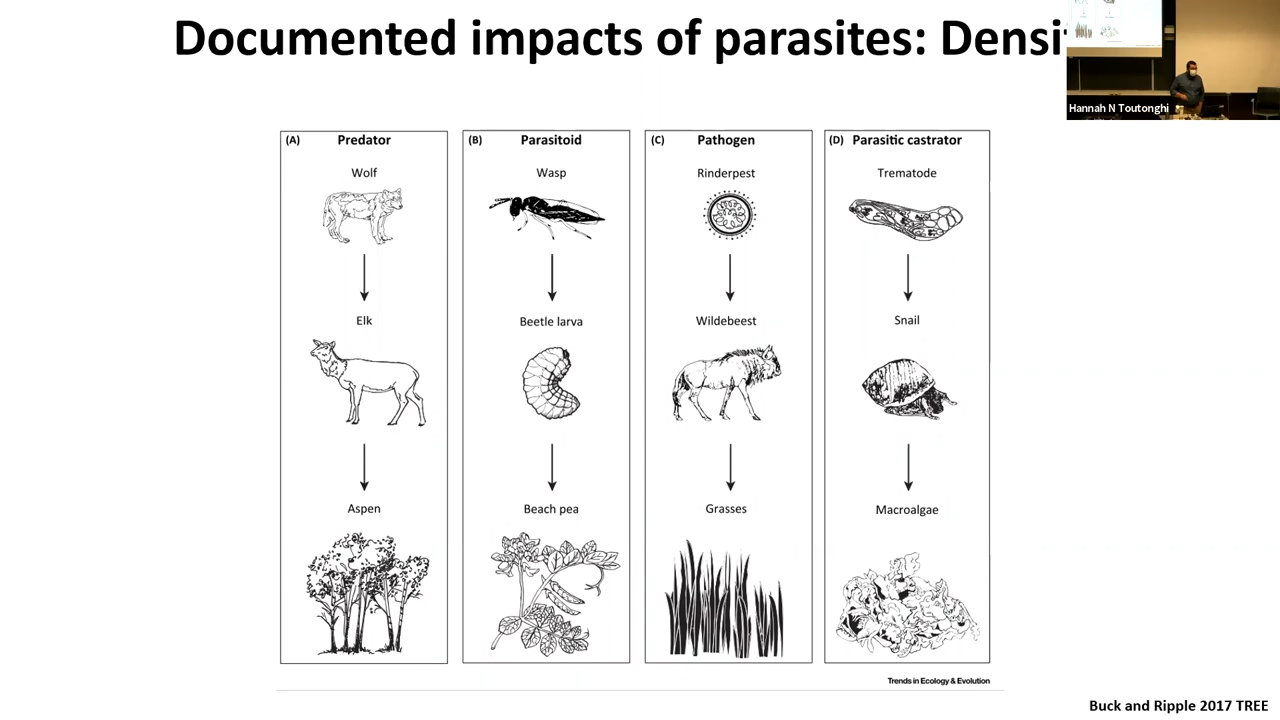 Documented impacts of parasites: Densi
Hannah N Toutonghi
(A) Predator
Wolf
Elk
Aspen
(B) Parasitoid
Wasp
Beetle larva
Beach pea
(C) Pathogen
Rinderpest
Wildebeest
Grasses
(D) Parasitic castrator
Trematode
Snail
Macroalgae
Trends in Ecology & Evolution
Buck and Ripple 2017 TREE